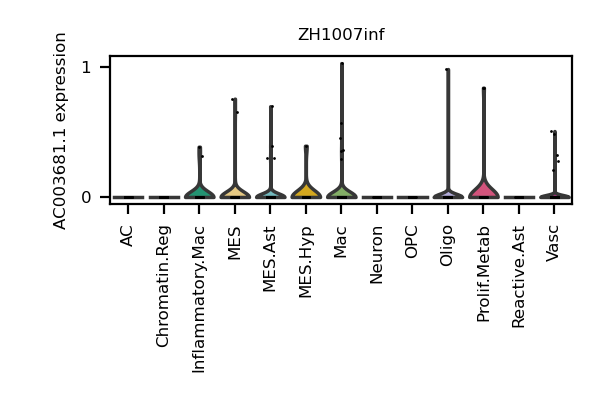 ZH1007inf
AC003681.1 expression
1
0
AC
Chromatin.Reg
Inflammatory.Mac
MES
MES.Ast
MES.Hyp
Mac
Neuron
OPC
Oligo
Prolif.Metab
Reactive.Ast
Vasc